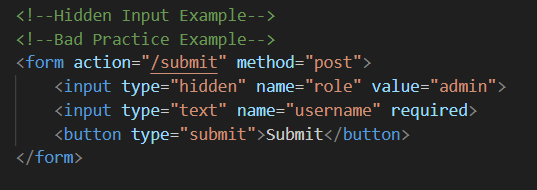 <!--Hidden Input Example-->
<!--Bad Practice Example-->
<form action="/submit" method="post">
    <input type="hidden" name="role" value="admin">
    <input type="text" name="username" required>
    <button type="submit">Submit</button>
</form>